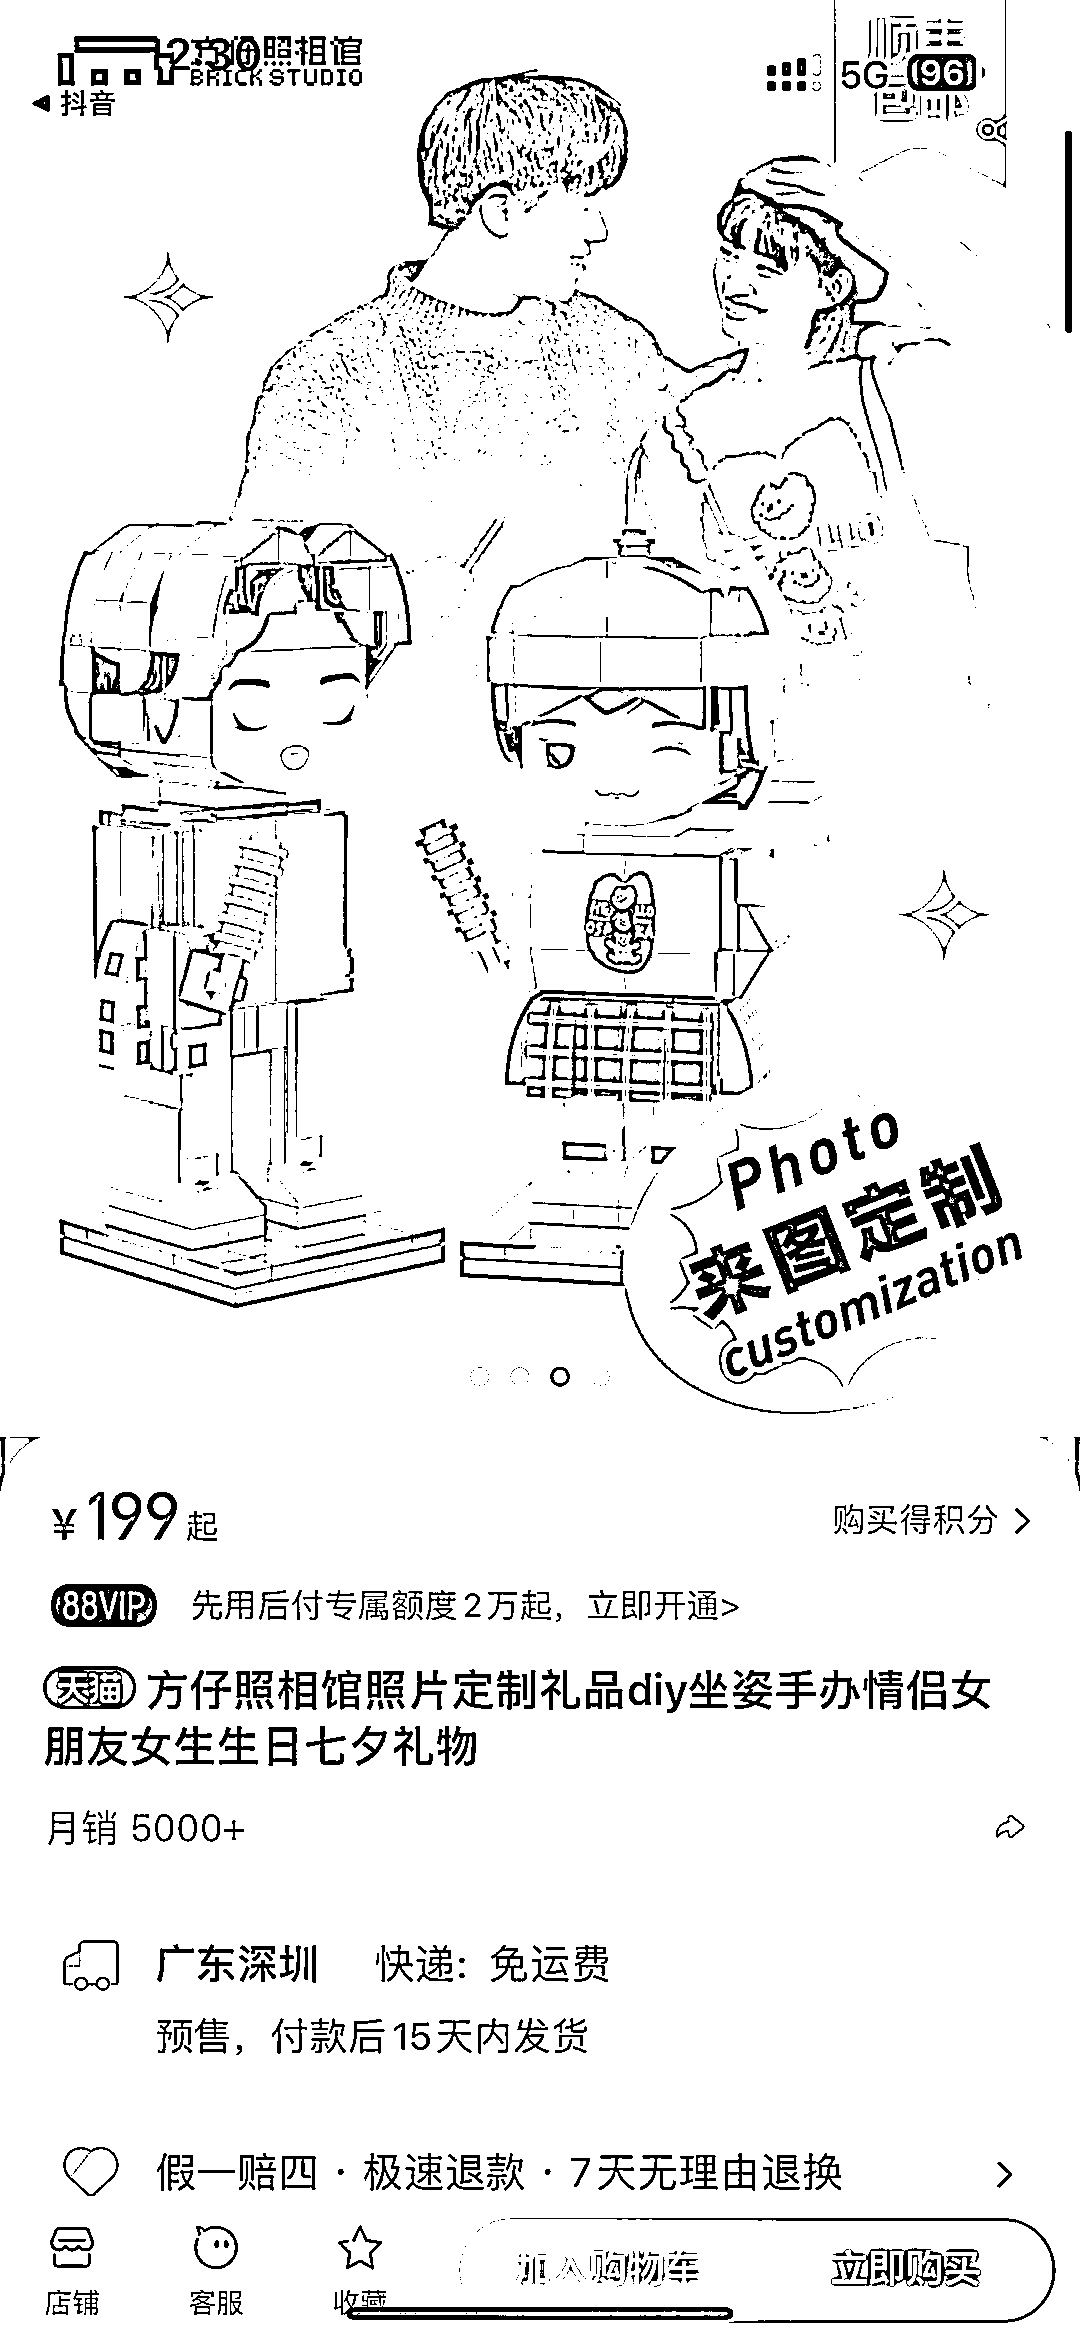 2:30
方仔照相馆
BRICK STUDIO
抖音
5G 96
顺丰
包邮
Photo
来图定制
customization
¥199起
购买得积分 >
88VIP 先用后付专属额度2万起，立即开通>
天猫 方仔照相馆照片定制礼品diy坐姿手办情侣女
朋友女生生日七夕礼物
月销 5000+
广东深圳 快递: 免运费
预售，付款后15天内发货
假一赔四 · 极速退款 · 7天无理由退换
店铺
客服
收藏
加入购物车
立即购买